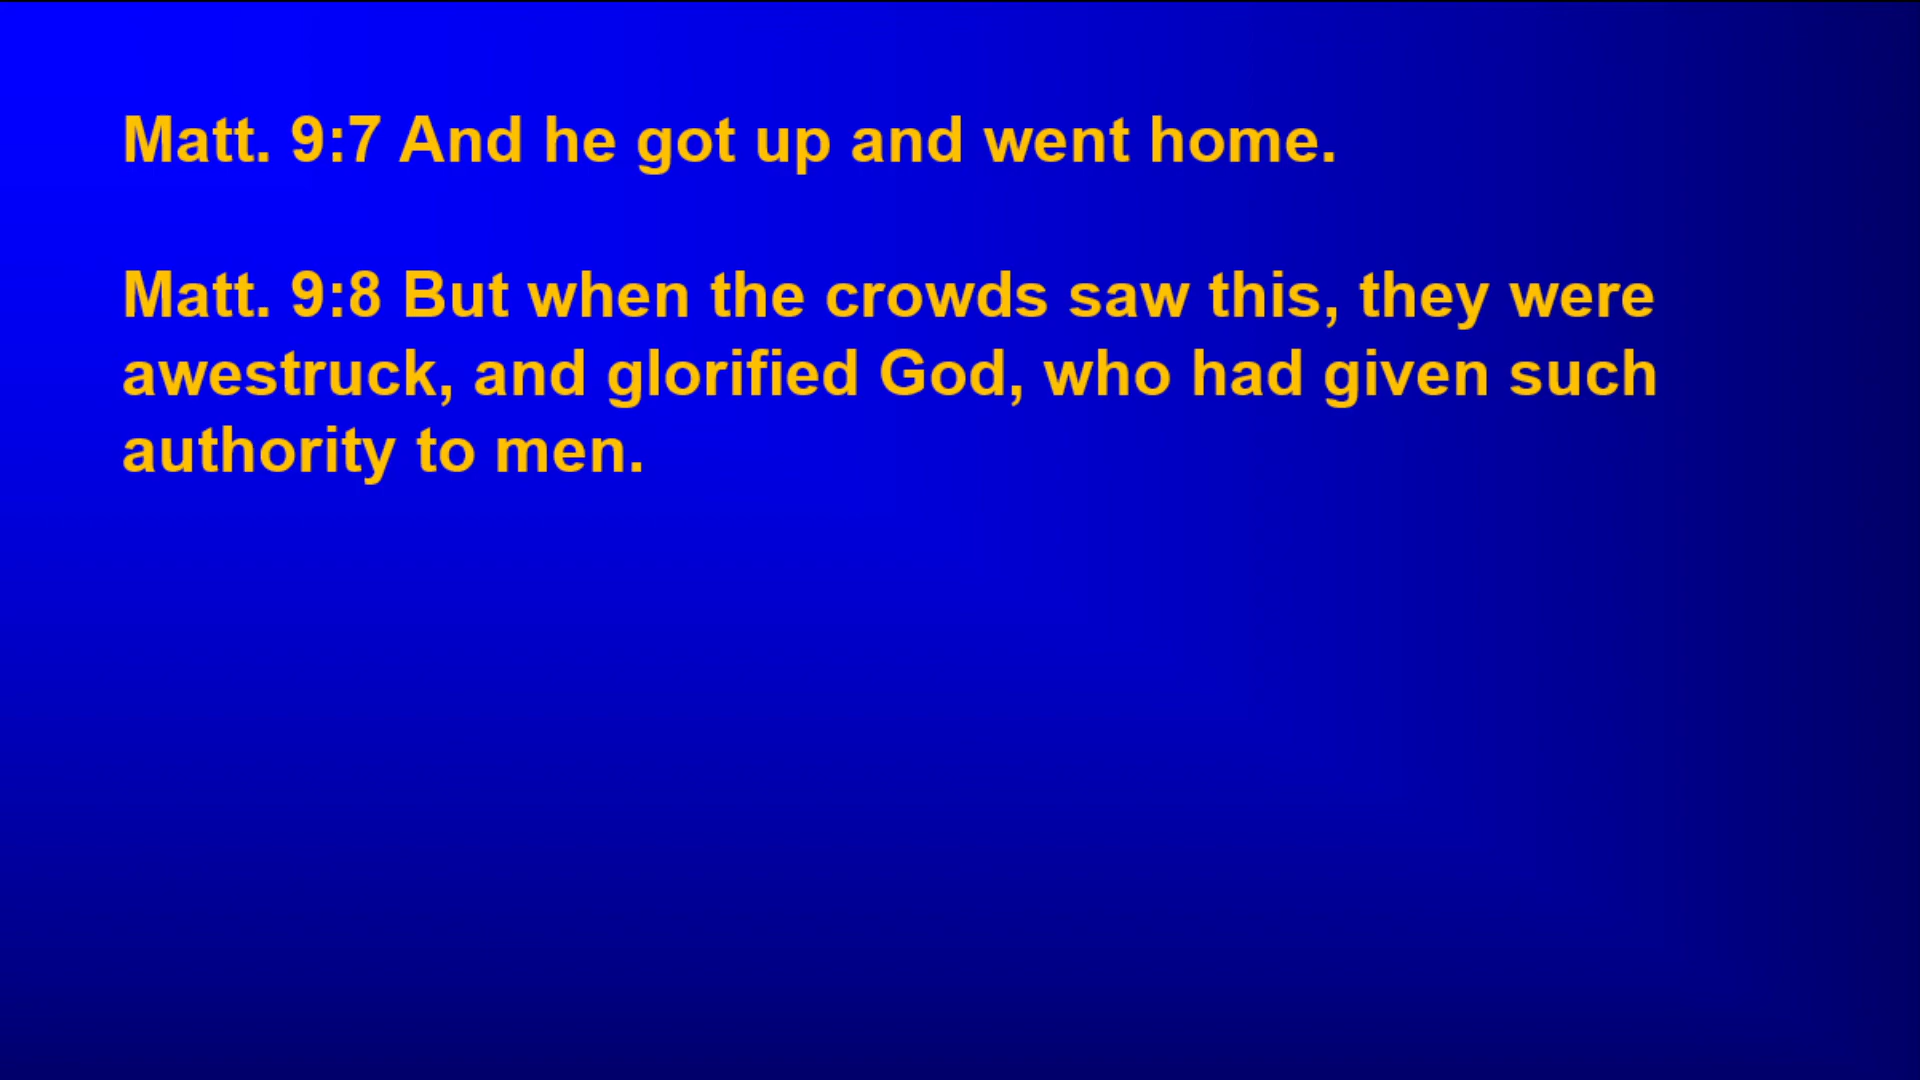 Matt. 9:7 And he got up and went home.
Matt. 9:8 But when the crowds saw this, they were
awestruck, and glorified God, who had given such
authority to men.